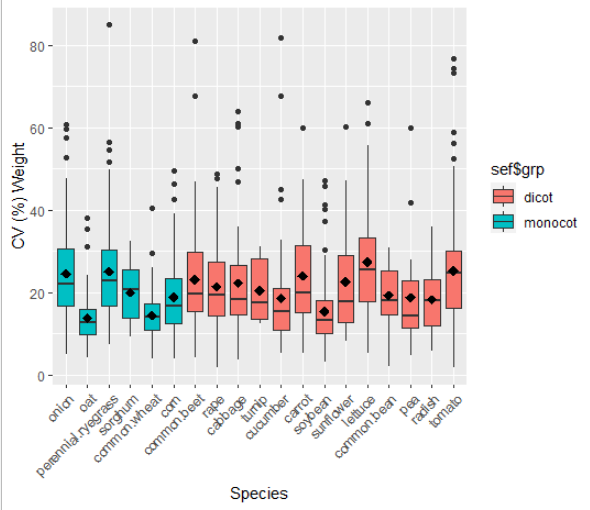 CV (%) Weight
80
60
40
20
0
onion
oat
perennial.ryegrass
sorghum
common.wheat
corn
common.beet
rape
cabbage
turnip
cucumber
carrot
soybean
sunflower
lettuce
common.bean
pea
radish
tomato
Species
sef$grp
dicot
monocot